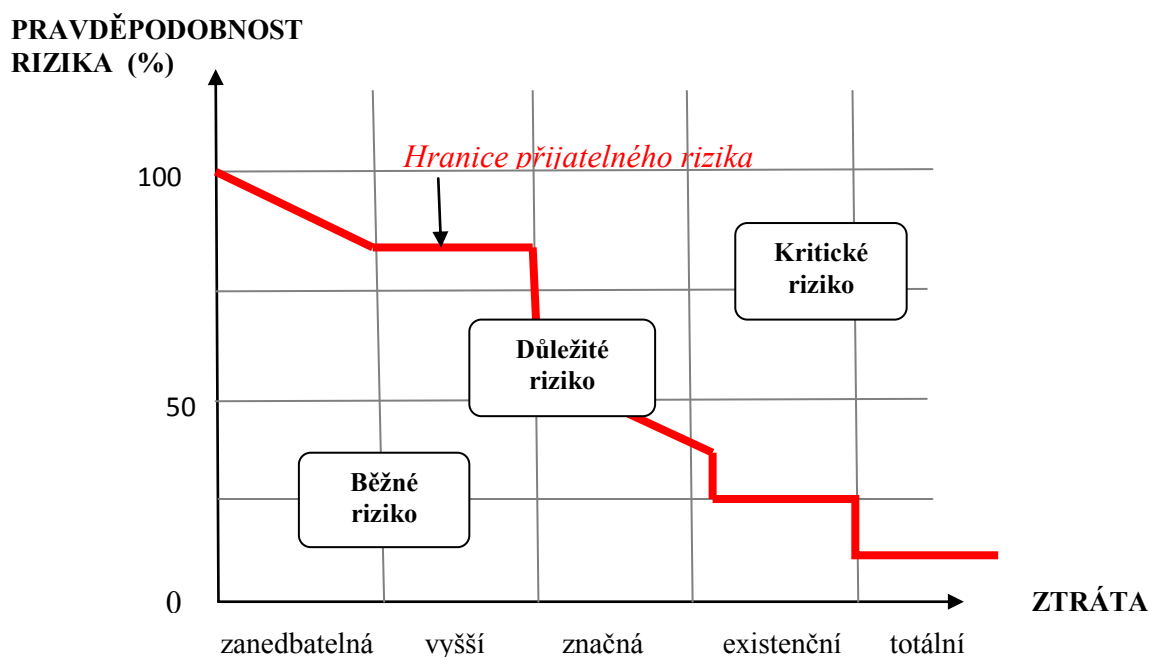 PRAVDĚPODOBNOST
RIZIKA (%)
Hranice přijatelného rizika
100
Kritické
riziko
Důležité
riziko
50
Běžné
riziko
0
ZTRÁTA
zanedbatelná vyšší značná existenční totální